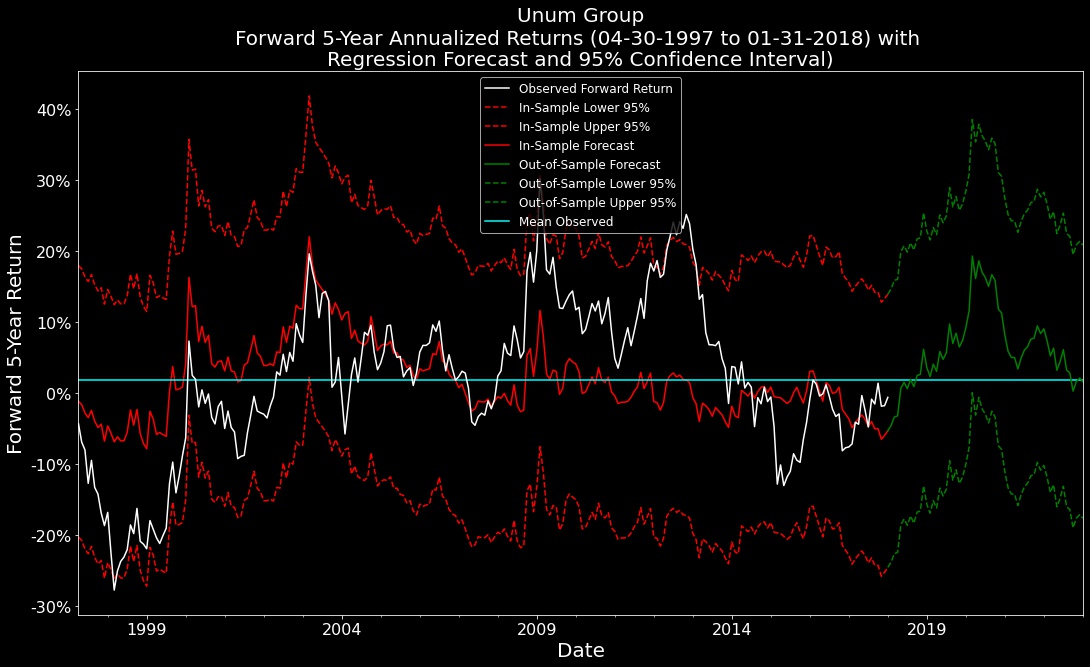 Unum Group
Forward 5-Year Annualized Returns (04-30-1997 to 01-31-2018) with
Regression Forecast and 95% Confidence Interval)
Observed Forward Return
In-Sample Lower 95%
In-Sample Upper 95%
In-Sample Forecast
Out-of-Sample Forecast
Out-of-Sample Lower 95%
Out-of-Sample Upper 95%
Mean Observed
Forward 5-Year Return
40%
30%
20%
10%
0%
-10%
-20%
-30%
1999
2004
2009
2014
2019
Date